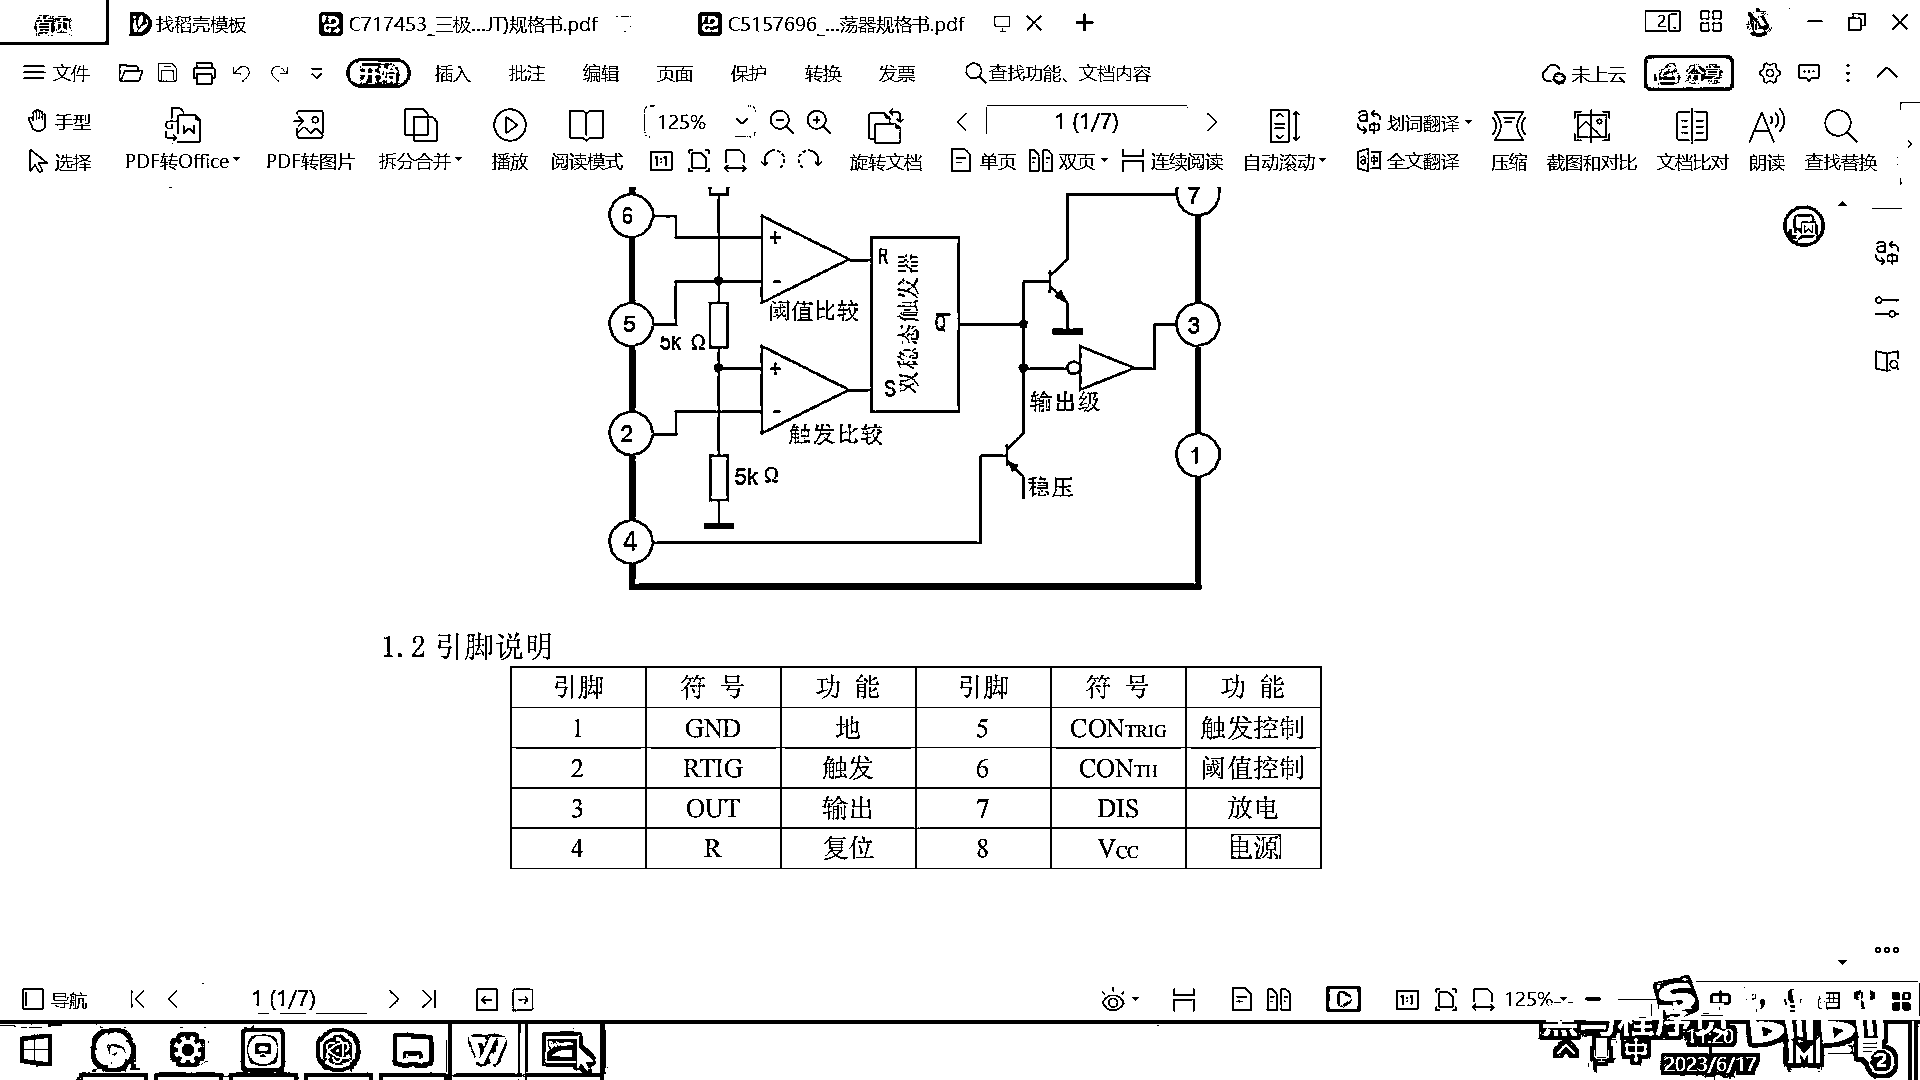 首页 找稻壳模板 C717453_三极...JT)规格书.pdf C5157696_...荡器规格书.pdf
文件 开始 插入 批注 编辑 页面 保护 转换 发票 查找功能、文档内容 未上云 分享
手型 PDF转Office PDF转图片 拆分合并 播放 阅读模式 125% 旋转文档 1 (1/7) 单页 双页 连续阅读 自动滚动 划词翻译 压缩 截图和对比 文档比对 朗读 查找替换
选择 1:1 全文翻译
7
6
+
R
-
阈值比较
双稳态触发器
Q
5
5k Ω
3
+
S
-
触发比较
输出级
2
1
5k Ω
稳压
4
1.2 引脚说明
引脚 符 号 功 能 引脚 符 号 功 能
1 GND 地 5 CONTRIG 触发控制
2 RTIG 触发 6 CONTH 阈值控制
3 OUT 输出 7 DIS 放电
4 R 复位 8 VCC 电源
导航 1 (1/7) 1:1 125% 中
中 11:20
2023/6/17 2